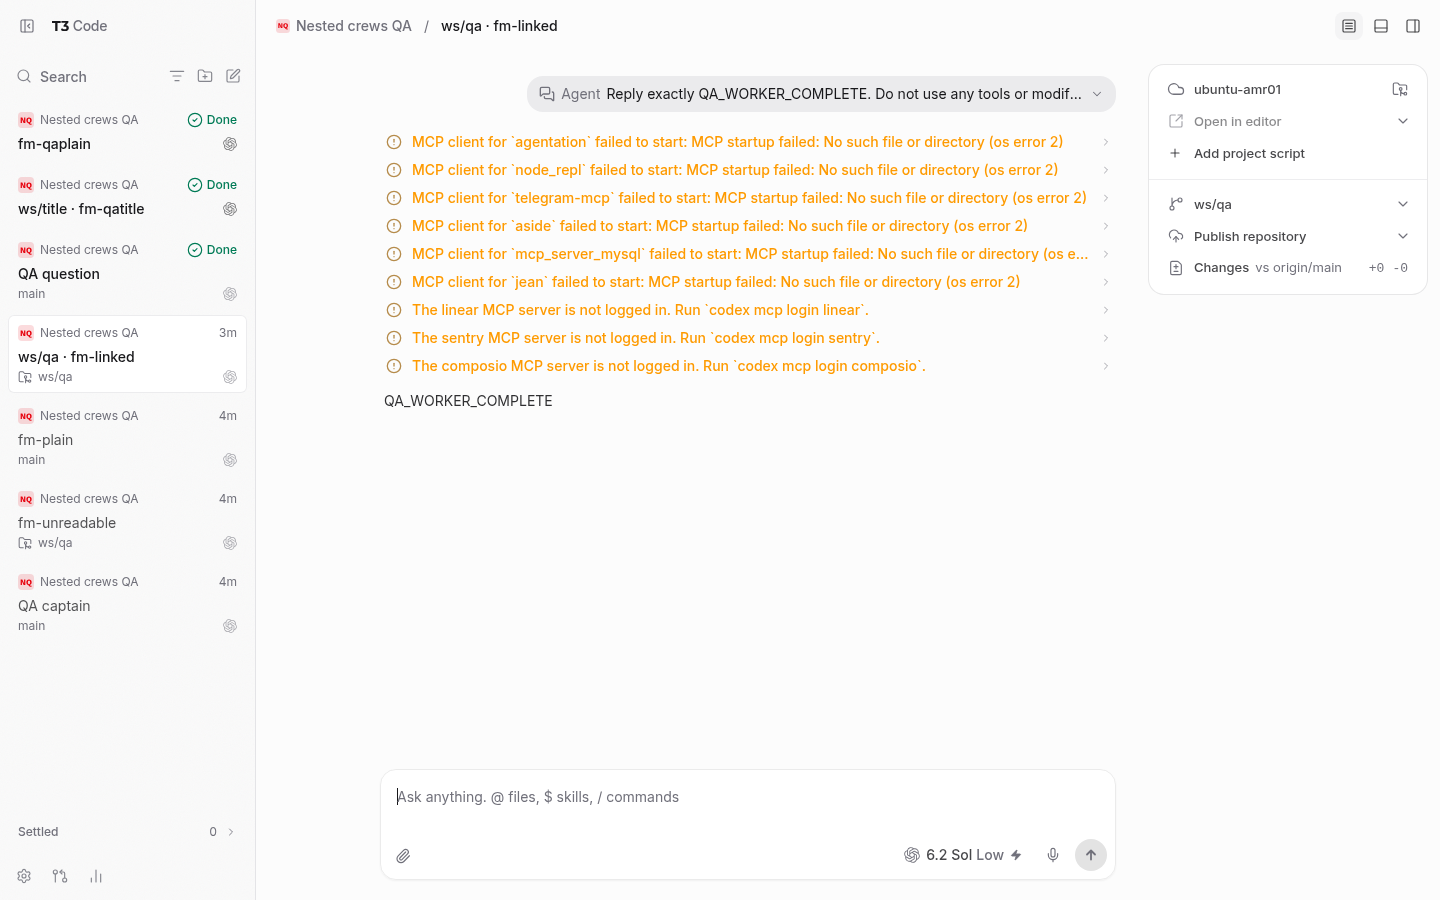 T3 Code
Search
NQ Nested crews QA Done
fm-qaplain
NQ Nested crews QA Done
ws/title · fm-qatitle
NQ Nested crews QA Done
QA question
main
NQ Nested crews QA 3m
ws/qa · fm-linked
ws/qa
NQ Nested crews QA 4m
fm-plain
main
NQ Nested crews QA 4m
fm-unreadable
ws/qa
NQ Nested crews QA 4m
QA captain
main
Settled 0
NQ Nested crews QA / ws/qa · fm-linked
Agent Reply exactly QA_WORKER_COMPLETE. Do not use any tools or modif...
MCP client for `agentation` failed to start: MCP startup failed: No such file or directory (os error 2)
MCP client for `node_repl` failed to start: MCP startup failed: No such file or directory (os error 2)
MCP client for `telegram-mcp` failed to start: MCP startup failed: No such file or directory (os error 2)
MCP client for `aside` failed to start: MCP startup failed: No such file or directory (os error 2)
MCP client for `mcp_server_mysql` failed to start: MCP startup failed: No such file or directory (os e...
MCP client for `jean` failed to start: MCP startup failed: No such file or directory (os error 2)
The linear MCP server is not logged in. Run `codex mcp login linear`.
The sentry MCP server is not logged in. Run `codex mcp login sentry`.
The composio MCP server is not logged in. Run `codex mcp login composio`.
QA_WORKER_COMPLETE
Ask anything. @ files, $ skills, / commands
6.2 Sol Low
ubuntu-amr01
Open in editor
Add project script
ws/qa
Publish repository
Changes vs origin/main +0 -0